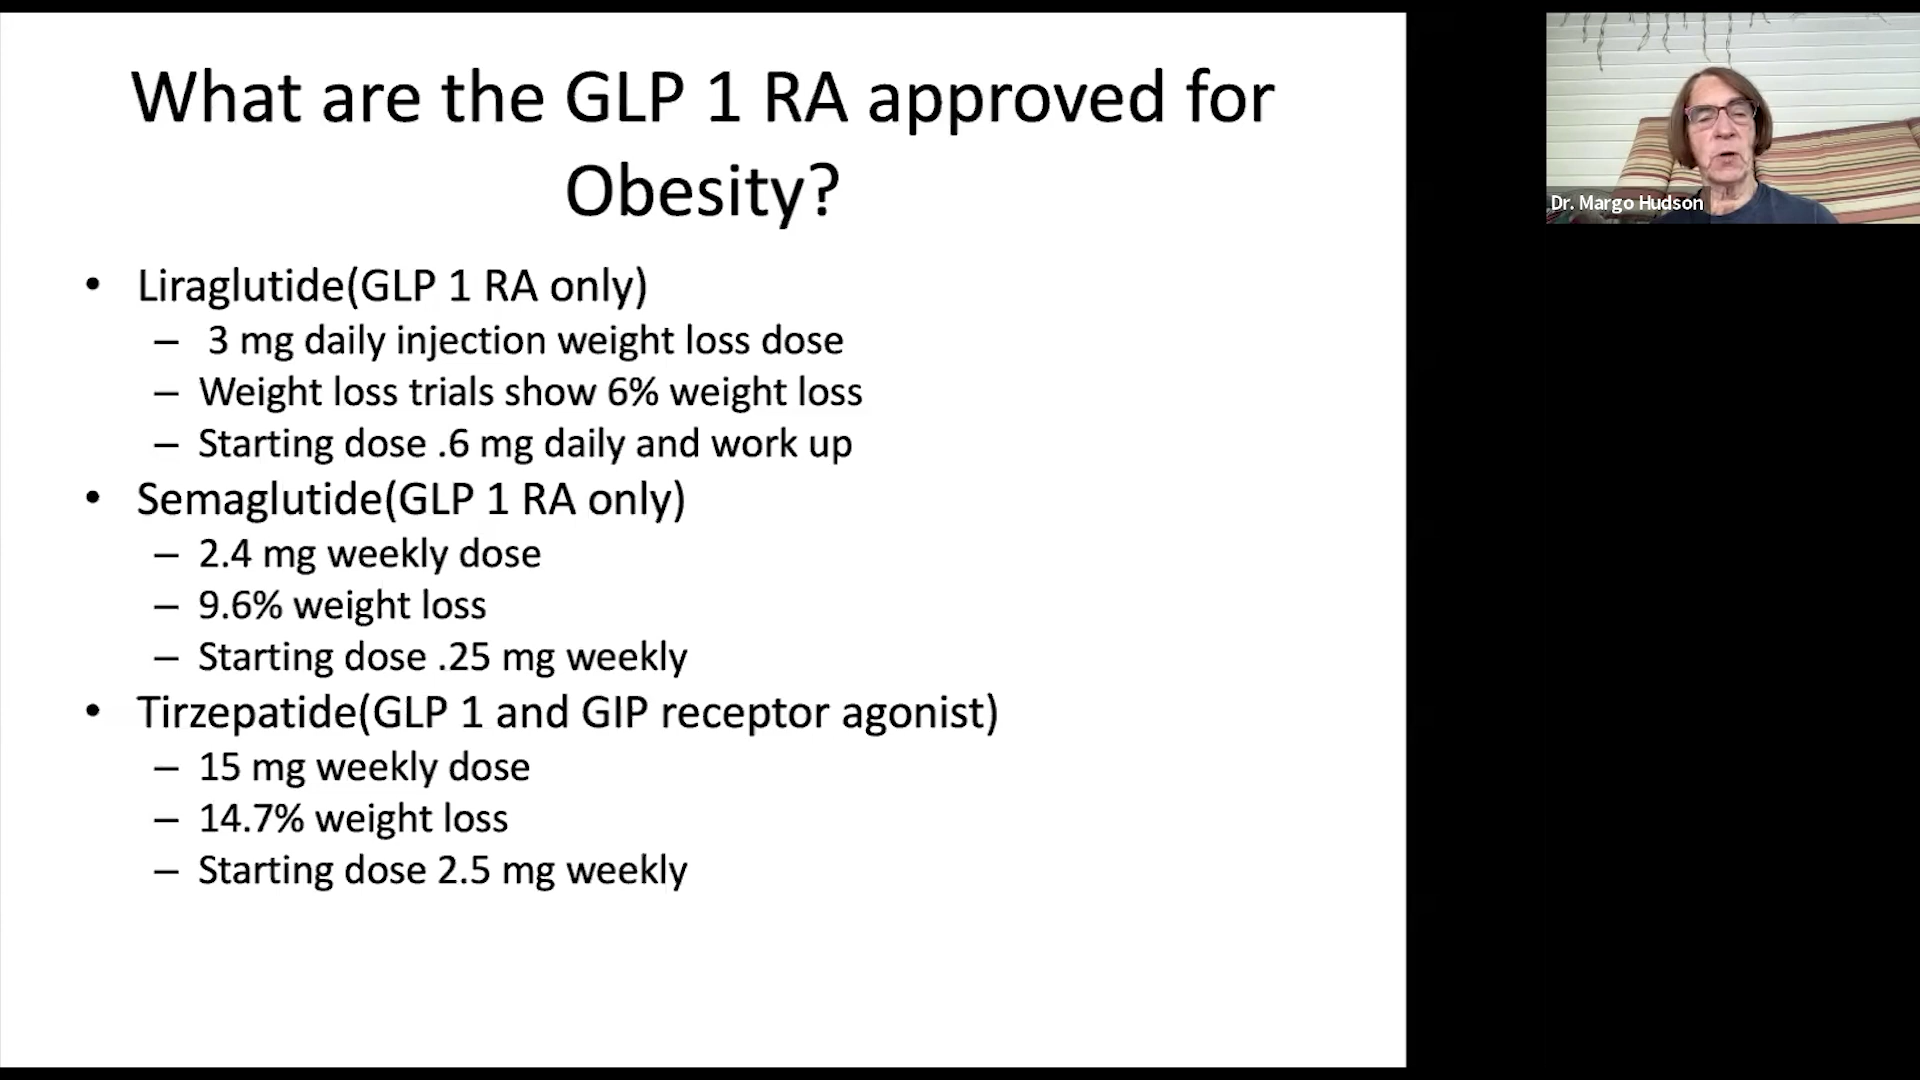 What are the GLP 1 RA approved for
Obesity?
• Liraglutide(GLP 1 RA only)
– 3 mg daily injection weight loss dose
– Weight loss trials show 6% weight loss
– Starting dose .6 mg daily and work up
• Semaglutide(GLP 1 RA only)
– 2.4 mg weekly dose
– 9.6% weight loss
– Starting dose .25 mg weekly
• Tirzepatide(GLP 1 and GIP receptor agonist)
– 15 mg weekly dose
– 14.7% weight loss
– Starting dose 2.5 mg weekly
Dr. Margo Hudson